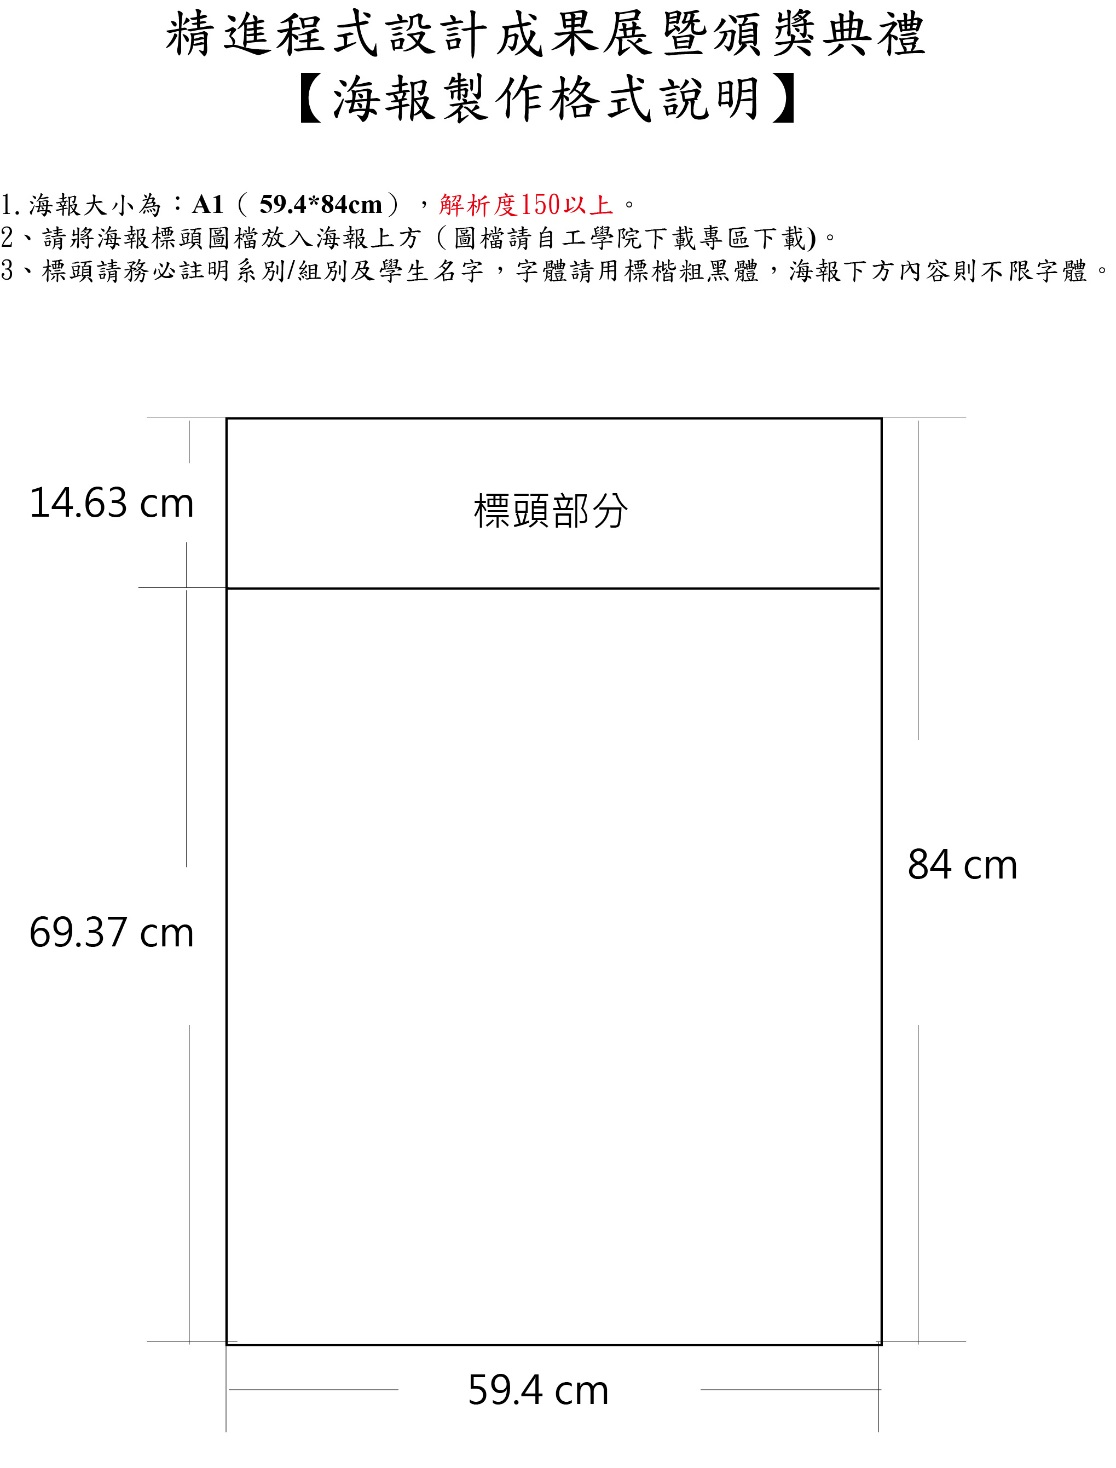 精進程式設計成果展暨頒獎典禮
【海報製作格式說明】
1.海報大小為：A1（ 59.4*84cm），解析度150以上。
2、請將海報標頭圖檔放入海報上方（圖檔請自工學院下載專區下載)。
3、標頭請務必註明系別/組別及學生名字，字體請用標楷粗黑體，海報下方內容則不限字體。
14.63 cm
標頭部分
84 cm
69.37 cm
59.4 cm